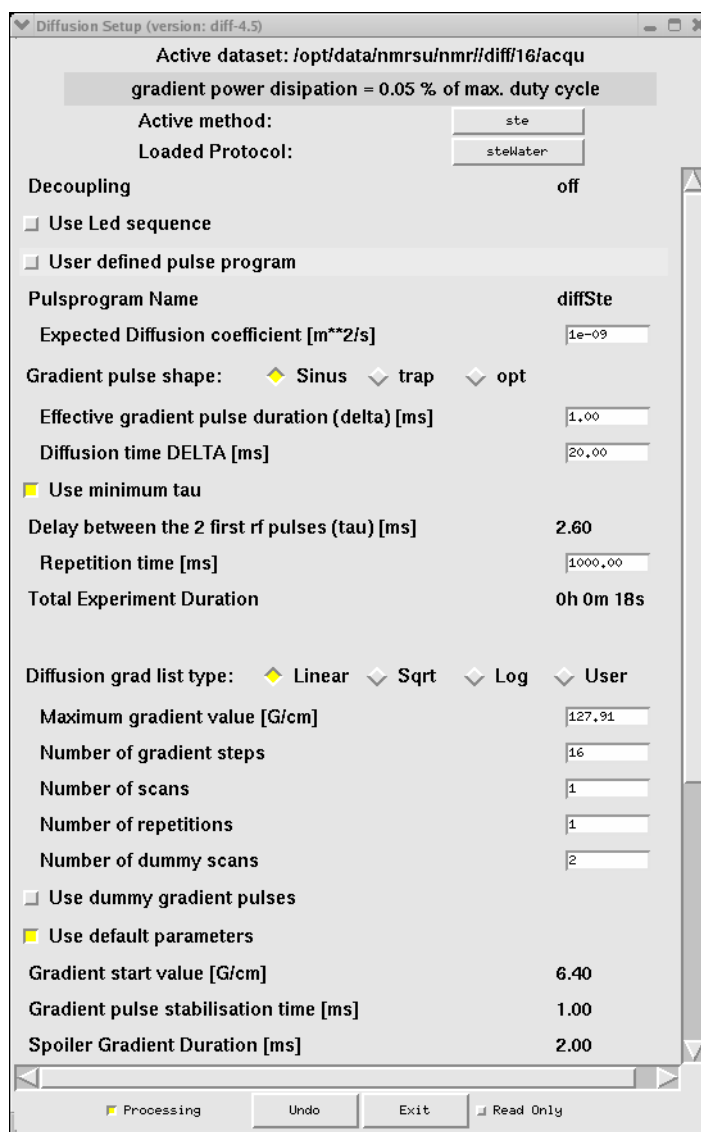 Diffusion Setup (version: diff-4.5)
Active dataset: /opt/data/nmrsu/nmr//diff/16/acqu
gradient power disipation = 0.05 % of max. duty cycle
Active method: ste
Loaded Protocol: steWater
Decoupling off
Use Led sequence
User defined pulse program
Pulsprogram Name diffSte
Expected Diffusion coefficient [m**2/s] 1e-09
Gradient pulse shape: Sinus trap opt
Effective gradient pulse duration (delta) [ms] 1.00
Diffusion time DELTA [ms] 20.00
Use minimum tau
Delay between the 2 first rf pulses (tau) [ms] 2.60
Repetition time [ms] 1000.00
Total Experiment Duration 0h 0m 18s
Diffusion grad list type: Linear Sqrt Log User
Maximum gradient value [G/cm] 127.91
Number of gradient steps 16
Number of scans 1
Number of repetitions 1
Number of dummy scans 2
Use dummy gradient pulses
Use default parameters
Gradient start value [G/cm] 6.40
Gradient pulse stabilisation time [ms] 1.00
Spoiler Gradient Duration [ms] 2.00
Processing Undo Exit Read Only